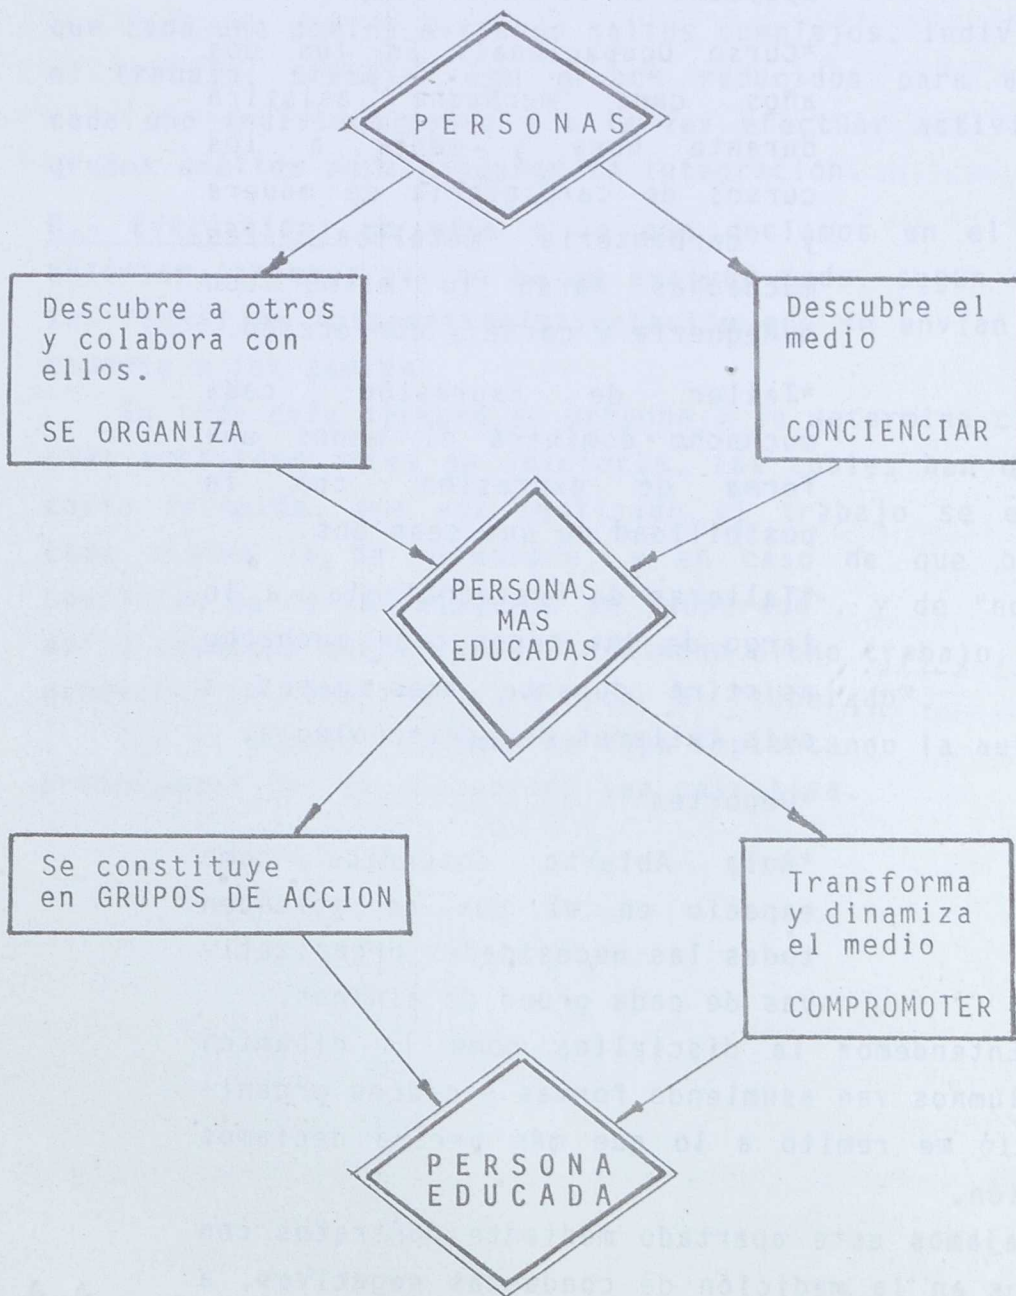 PERSONAS
Descubre a otros
y colabora con
ellos.
SE ORGANIZA
Descubre el
medio
CONCIENCIAR
PERSONAS
MAS
EDUCADAS
Se constituye
en GRUPOS DE ACCION
Transforma
y dinamiza
el medio
COMPROMOTER
PERSONA
EDUCADA